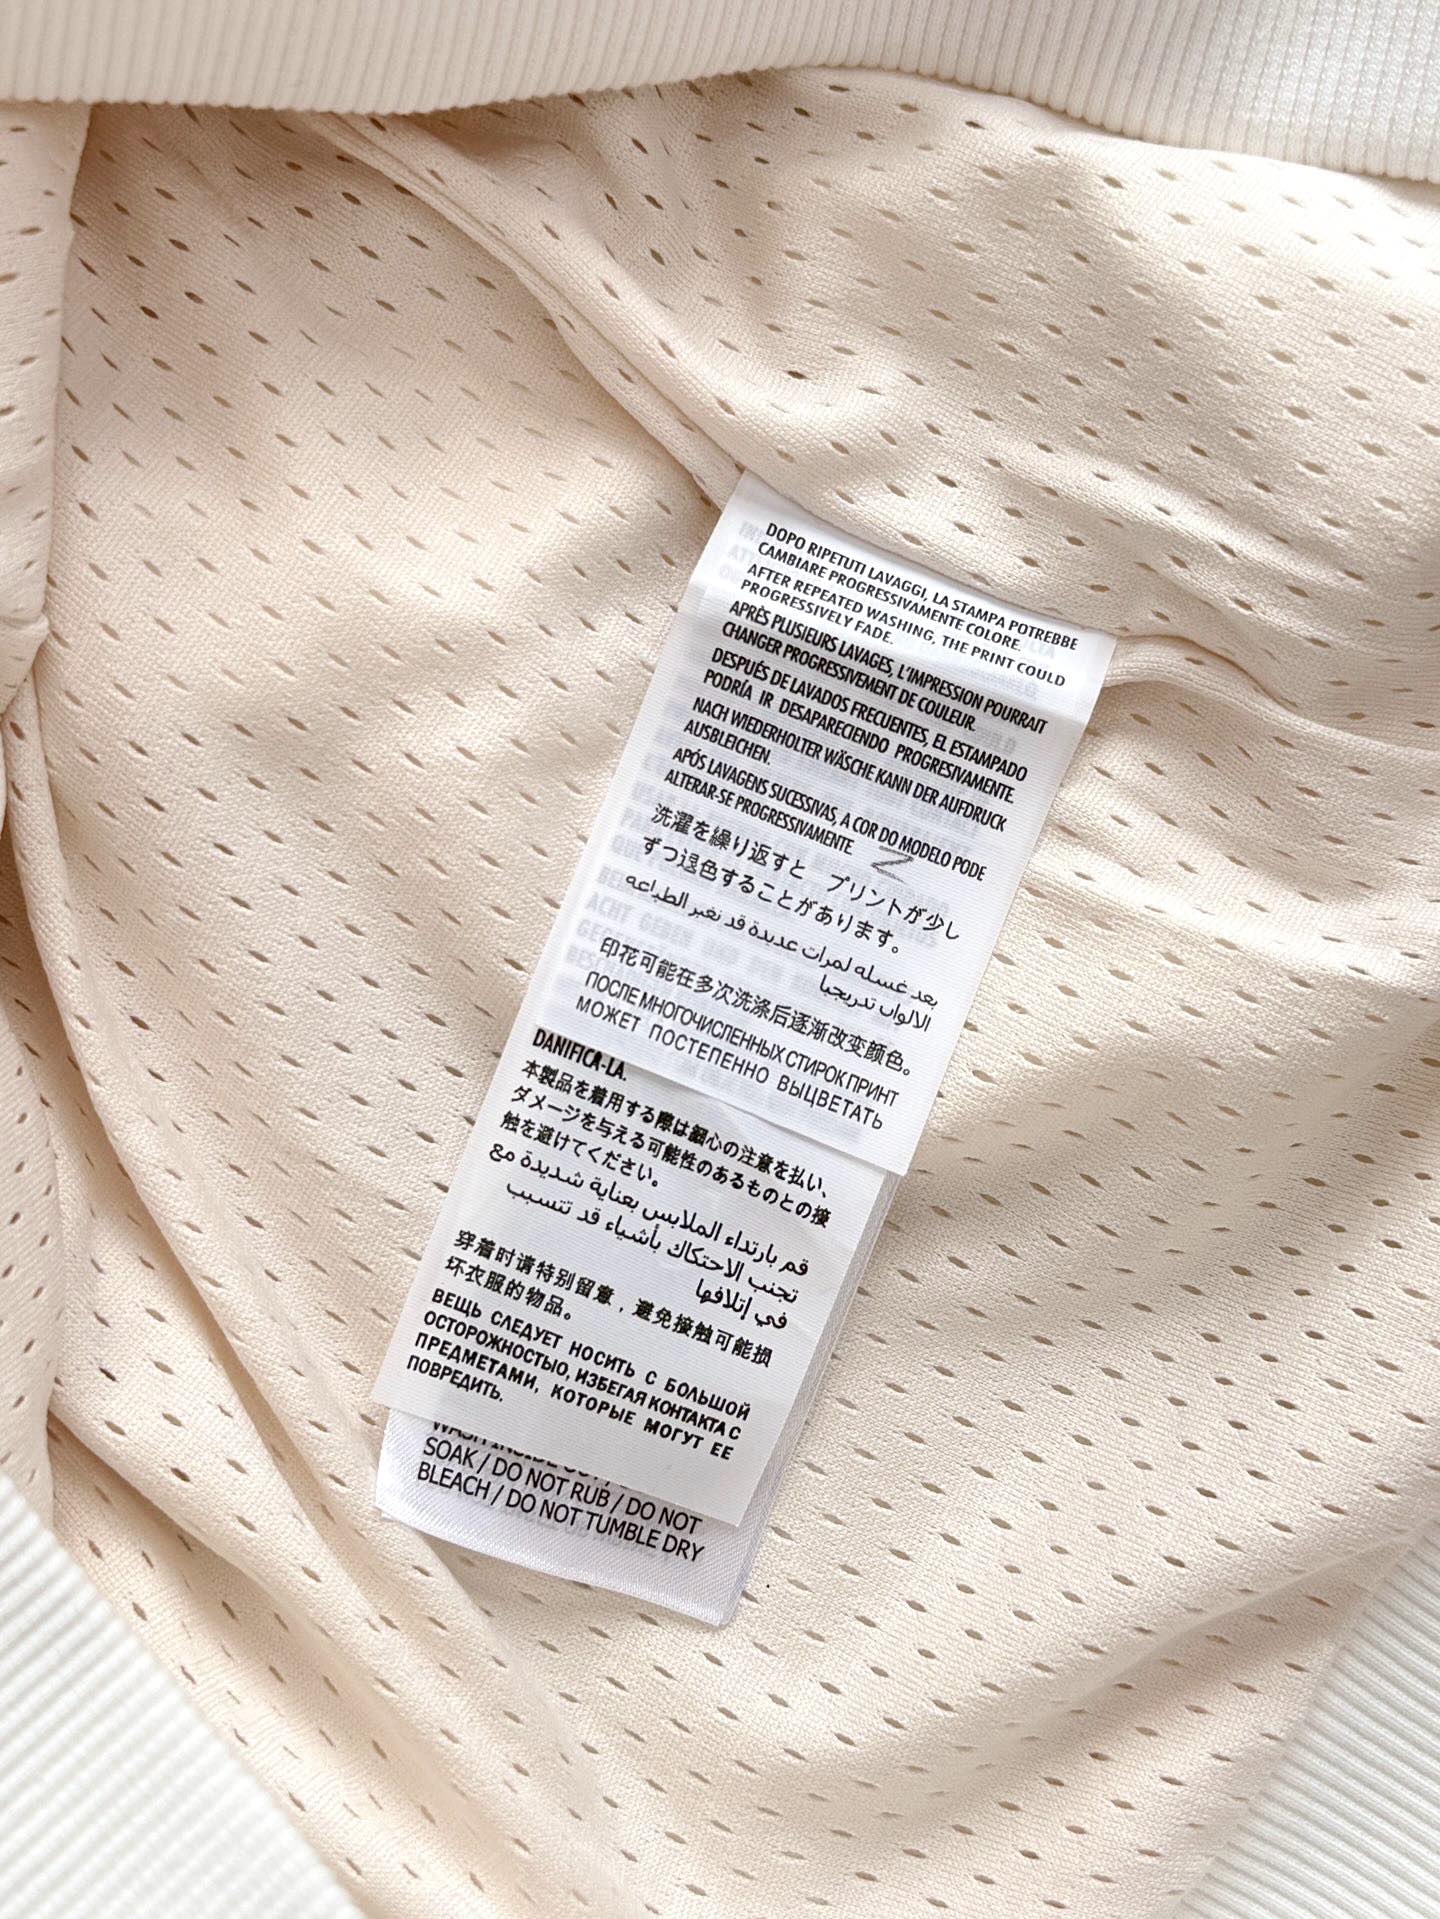 DOPO RIPETUTI LAVAGGI, LA STAMPA POTREBBE
CAMBIARE PROGRESSIVAMENTE COLORE.
AFTER REPEATED WASHING, THE PRINT COULD
PROGRESSIVELY FADE.
APRÈS PLUSIEURS LAVAGES, L'IMPRESSION POURRAIT
CHANGER PROGRESSIVEMENT DE COULEUR.
DESPUÉS DE LAVADOS FRECUENTES, EL ESTAMPADO
PODRÍA IR DESAPARECIENDO PROGRESIVAMENTE.
NACH WIEDERHOLTER WÄSCHE KANN DER AUFDRUCK
AUSBLEICHEN.
APÓS LAVAGENS SUCESSIVAS, A COR DO MODELO PODE
ALTERAR-SE PROGRESSIVAMENTE.
洗濯を繰り返すと プリントが少し
ずつ退色することがあります。
بعد غسله لمرات عديدة قد تغير الطباعه
الالوان تدريجيا
印花可能在多次洗涤后逐渐改变颜色。
ПОСЛЕ МНОГОЧИСЛЕННЫХ СТИРОК ПРИНТ
МОЖЕТ ПОСТЕПЕННО ВЫЦВЕТАТЬ
DANIFICA-LA.
本製品を着用する際は細心の注意を払い、
ダメージを与える可能性のあるものとの接
触を避けてください。
قم بارتداء الملابس بعناية شديدة مع
تجنب الاحتكاك بأشياء قد تتسبب
في إتلافها
穿着时请特别留意，避免接触可能损
坏衣服的物品。
ВЕЩЬ СЛЕДУЕТ НОСИТЬ С БОЛЬШОЙ
ОСТОРОЖНОСТЬЮ, ИЗБЕГАЯ КОНТАКТА С
ПРЕДМЕТАМИ, КОТОРЫЕ МОГУТ ЕЕ
ПОВРЕДИТЬ.
WASH INSIDE OUT /
SOAK / DO NOT RUB / DO NOT
BLEACH / DO NOT TUMBLE DRY